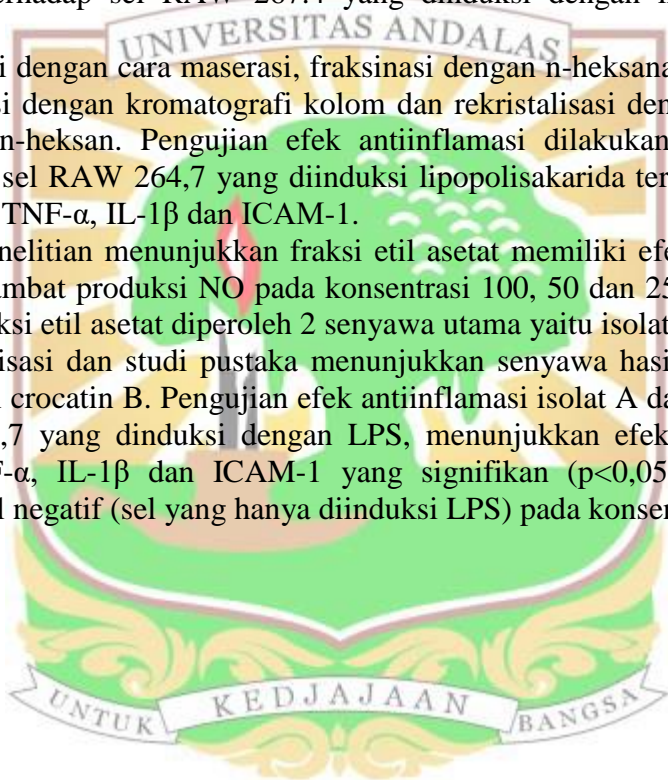 terhadap sel RAW 287.4 yang diinduksi dengan
UNIVERSITAS ANDALAS
i dengan cara maserasi, fraksinasi dengan n-heksana
si dengan kromatografi kolom dan rekristalisasi den
n-heksan. Pengujian efek antiinflamasi dilakukan
sel RAW 264,7 yang diinduksi lipopolisakarida ter
TNF-α, IL-1β dan ICAM-1.
nelitian menunjukkan fraksi etil asetat memiliki efe
ambat produksi NO pada konsentrasi 100, 50 dan 25
ksi etil asetat diperoleh 2 senyawa utama yaitu isolat
isasi dan studi pustaka menunjukkan senyawa hasi
crocatin B. Pengujian efek antiinflamasi isolat A da
,7 yang dinduksi dengan LPS, menunjukkan efek
F-α, IL-1β dan ICAM-1 yang signifikan (p<0,05
l negatif (sel yang hanya diinduksi LPS) pada konser
UNTUK KEDJAJAAN BANGSA